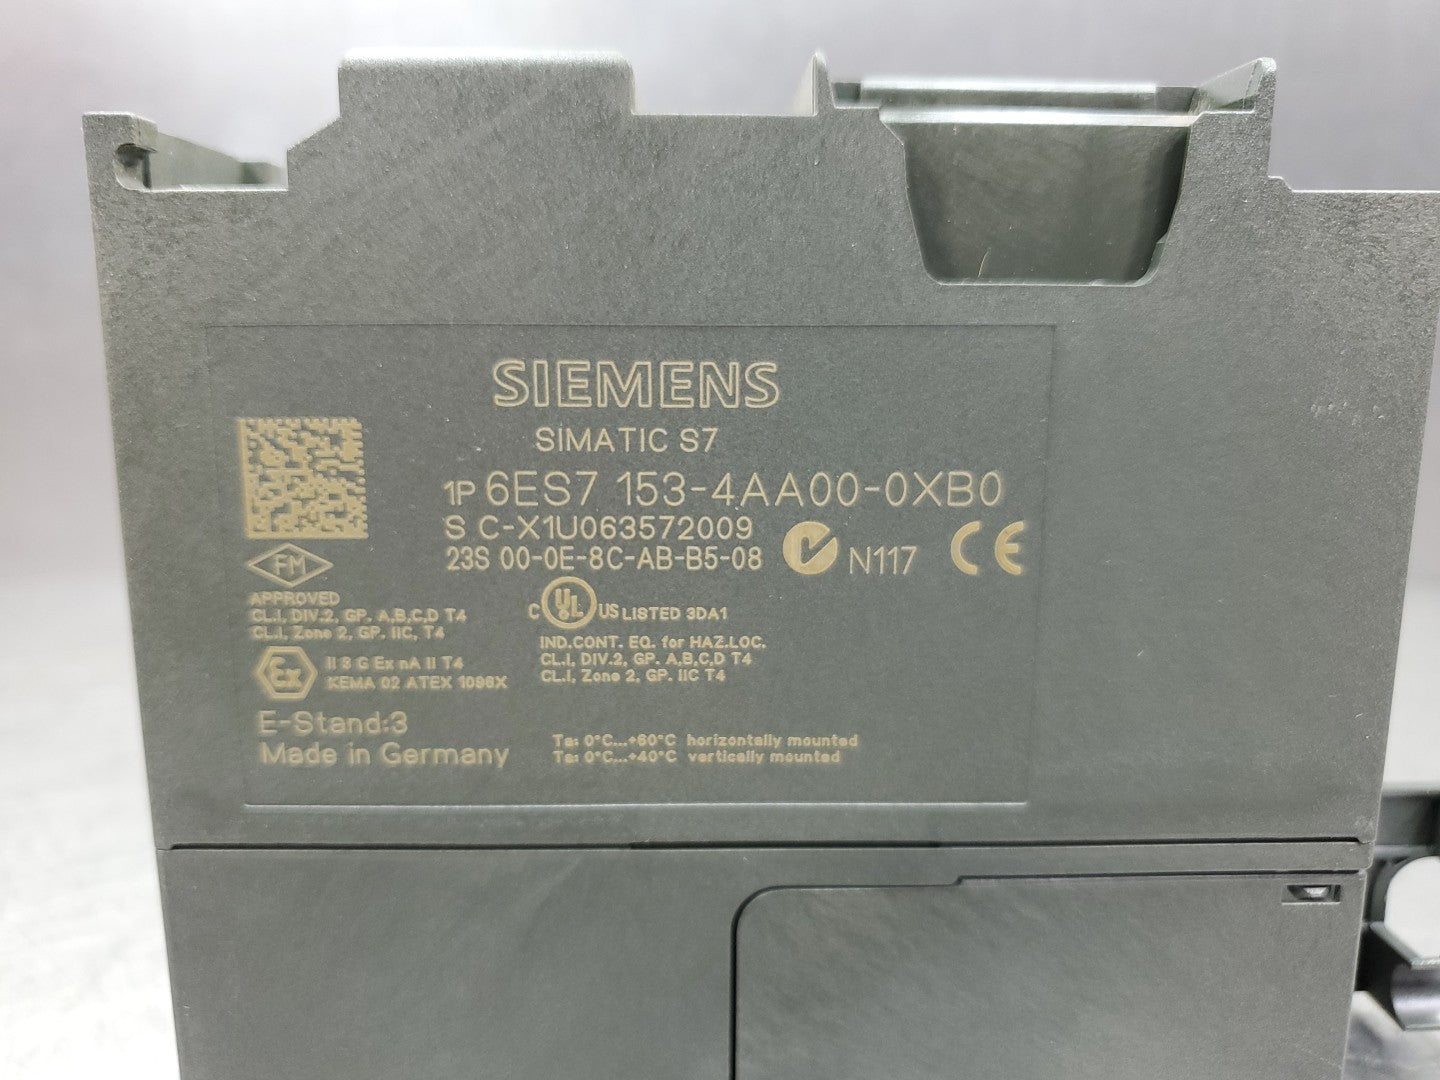 SIEMENS
SIMATIC S7
1P 6ES7 153-4AA00-0XB0
S C-X1U063572009
23S 00-0E-8C-AB-B5-08
N117
CE
FM
APPROVED
CL.I, DIV.2, GP. A,B,C,D T4
CL.I, Zone 2, GP. IIC, T4
C UL US LISTED 3DA1
IND.CONT. EQ. for HAZ.LOC.
CL.I, DIV.2, GP. A,B,C,D T4
CL.I, Zone 2, GP. IIC T4
Ex
II 3 G Ex nA II T4
KEMA 02 ATEX 1096X
E-Stand:3
Made in Germany
Ta: 0°C...+60°C horizontally mounted
Ta: 0°C...+40°C vertically mounted